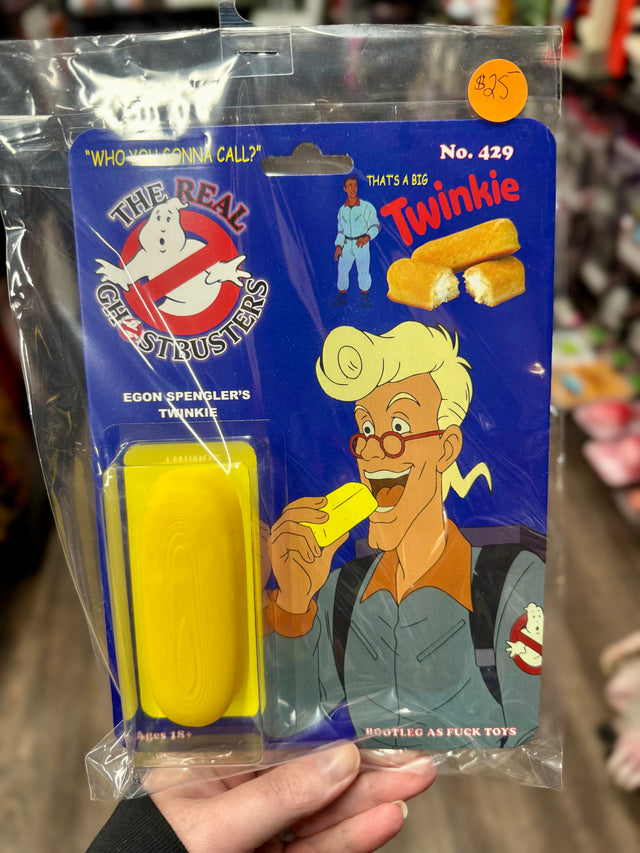 $25
"WHO YOU GONNA CALL?"
No. 429
THE REAL
GHOSTBUSTERS
THATS A BIG
Twinkie
EGON SPENGLER'S
TWINKIE
Ages 18+
BOOTLEG AS FUCK TOYS